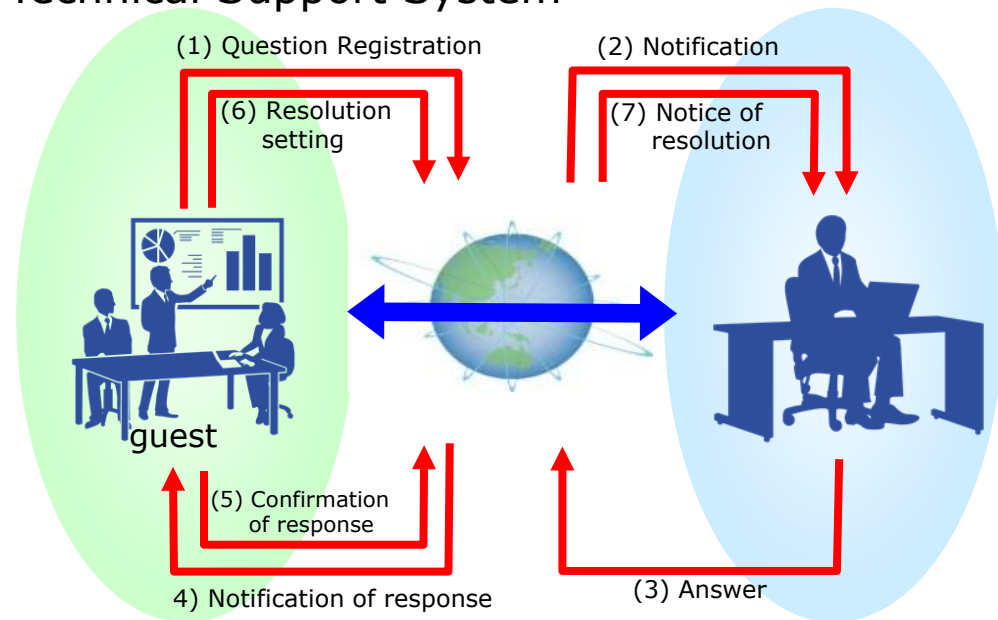 Technical Support System
(1) Question Registration
(2) Notification
(6) Resolution
setting
(7) Notice of
resolution
guest
(5) Confirmation
of response
4) Notification of response
(3) Answer